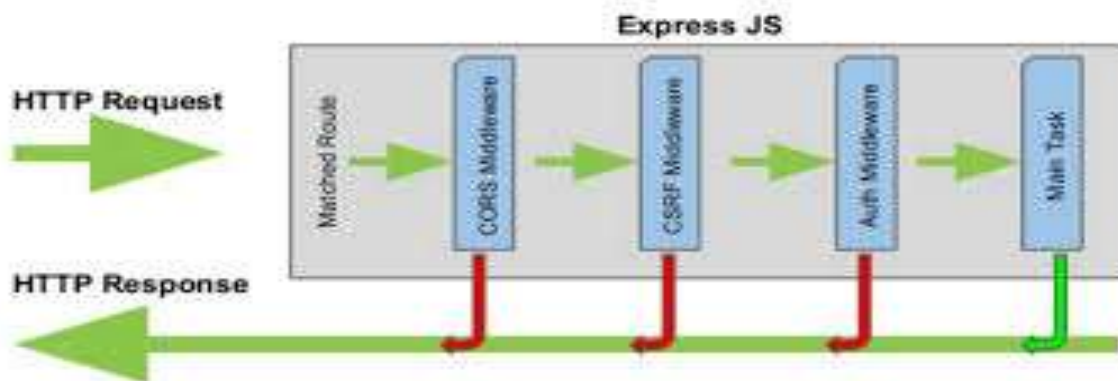 Express JS
HTTP Request
Matched Route
CORS Middleware
CSRF Middleware
Auth Middleware
Main Task
HTTP Response